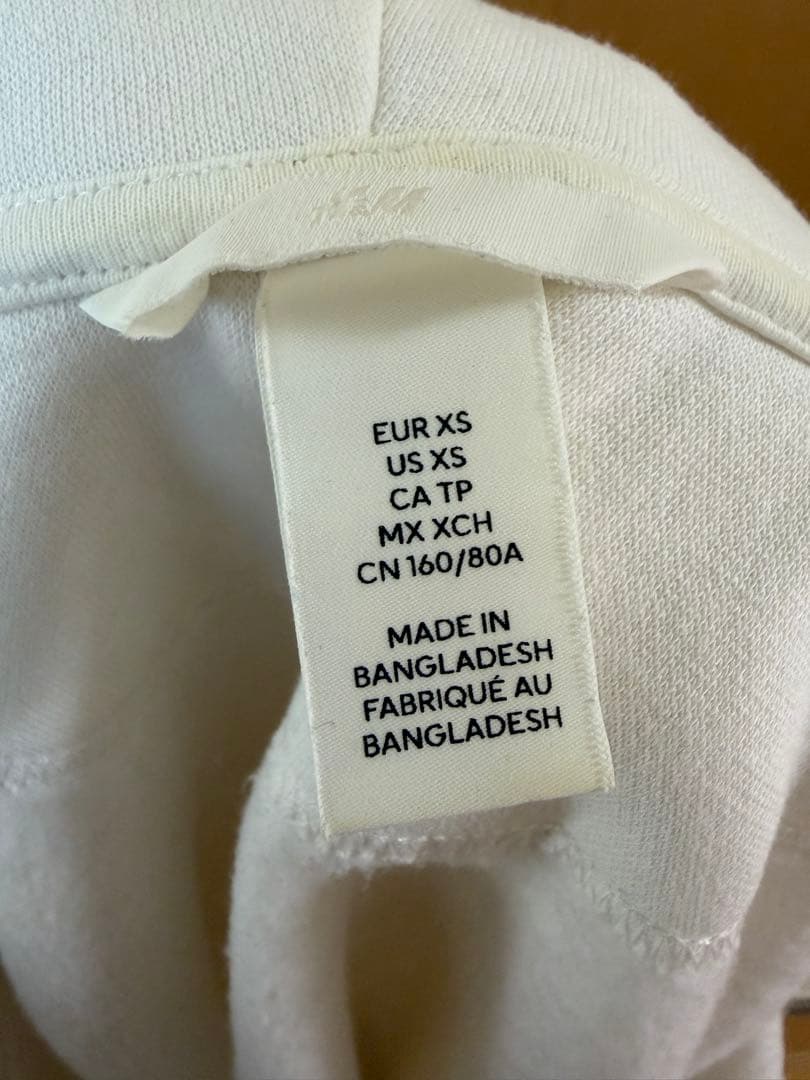 EUR XS
US XS
CA TP
MX XCH
CN 160/80A
MADE IN
BANGLADESH
FABRIQUÉ AU
BANGLADESH